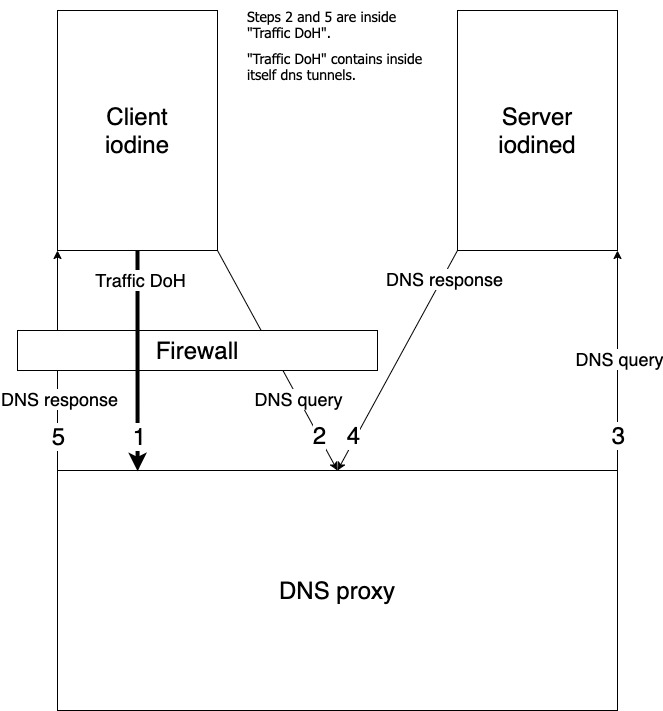 Steps 2 and 5 are inside
"Traffic DoH".
"Traffic DoH" contains inside
itself dns tunnels.
Client
iodine
Server
iodined
Traffic DoH
DNS response
Firewall
DNS query
DNS response
DNS query
5
1
2
4
3
DNS proxy